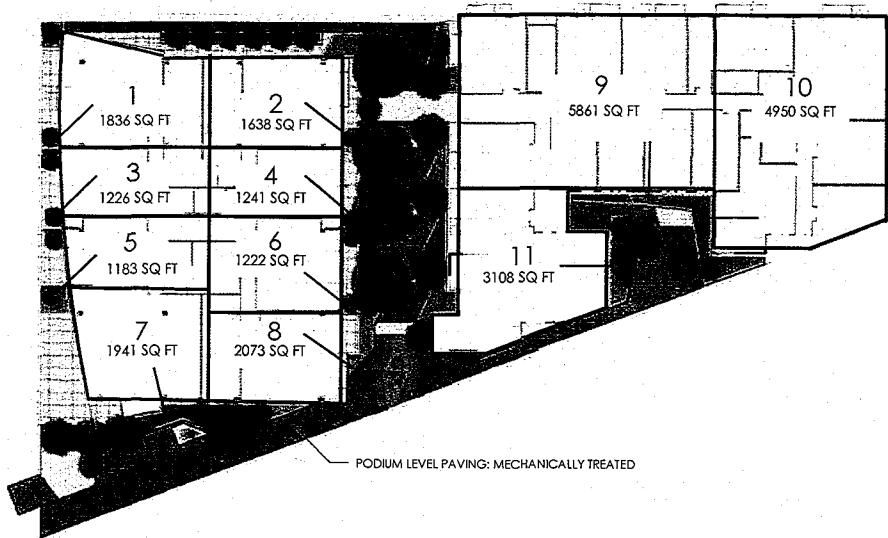 1
1836 SQ FT
2
1638 SQ FT
3
1226 SQ FT
4
1241 SQ FT
5
1183 SQ FT
6
1222 SQ FT
7
1941 SQ FT
8
2073 SQ FT
9
5861 SQ FT
10
4950 SQ FT
11
3108 SQ FT
PODIUM LEVEL PAVING: MECHANICALLY TREATED